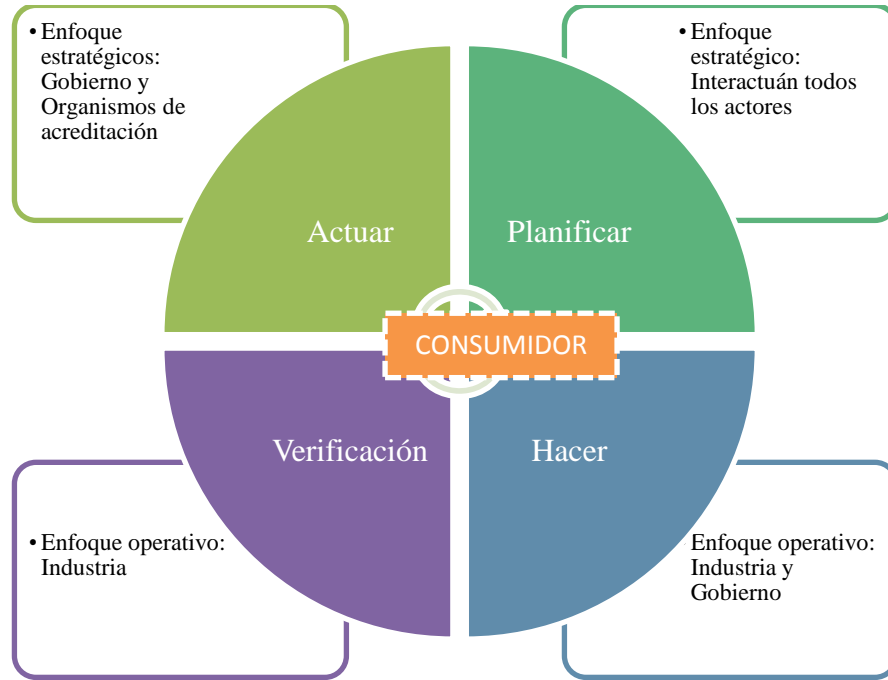 • Enfoque
estratégicos:
Gobierno y
Organismos de
acreditación
• Enfoque
estratégico:
Interactuán todos
los actores
Actuar
Planificar
CONSUMIDOR
Verificación
Hacer
• Enfoque operativo:
Industria
Enfoque operativo:
Industria y
Gobierno